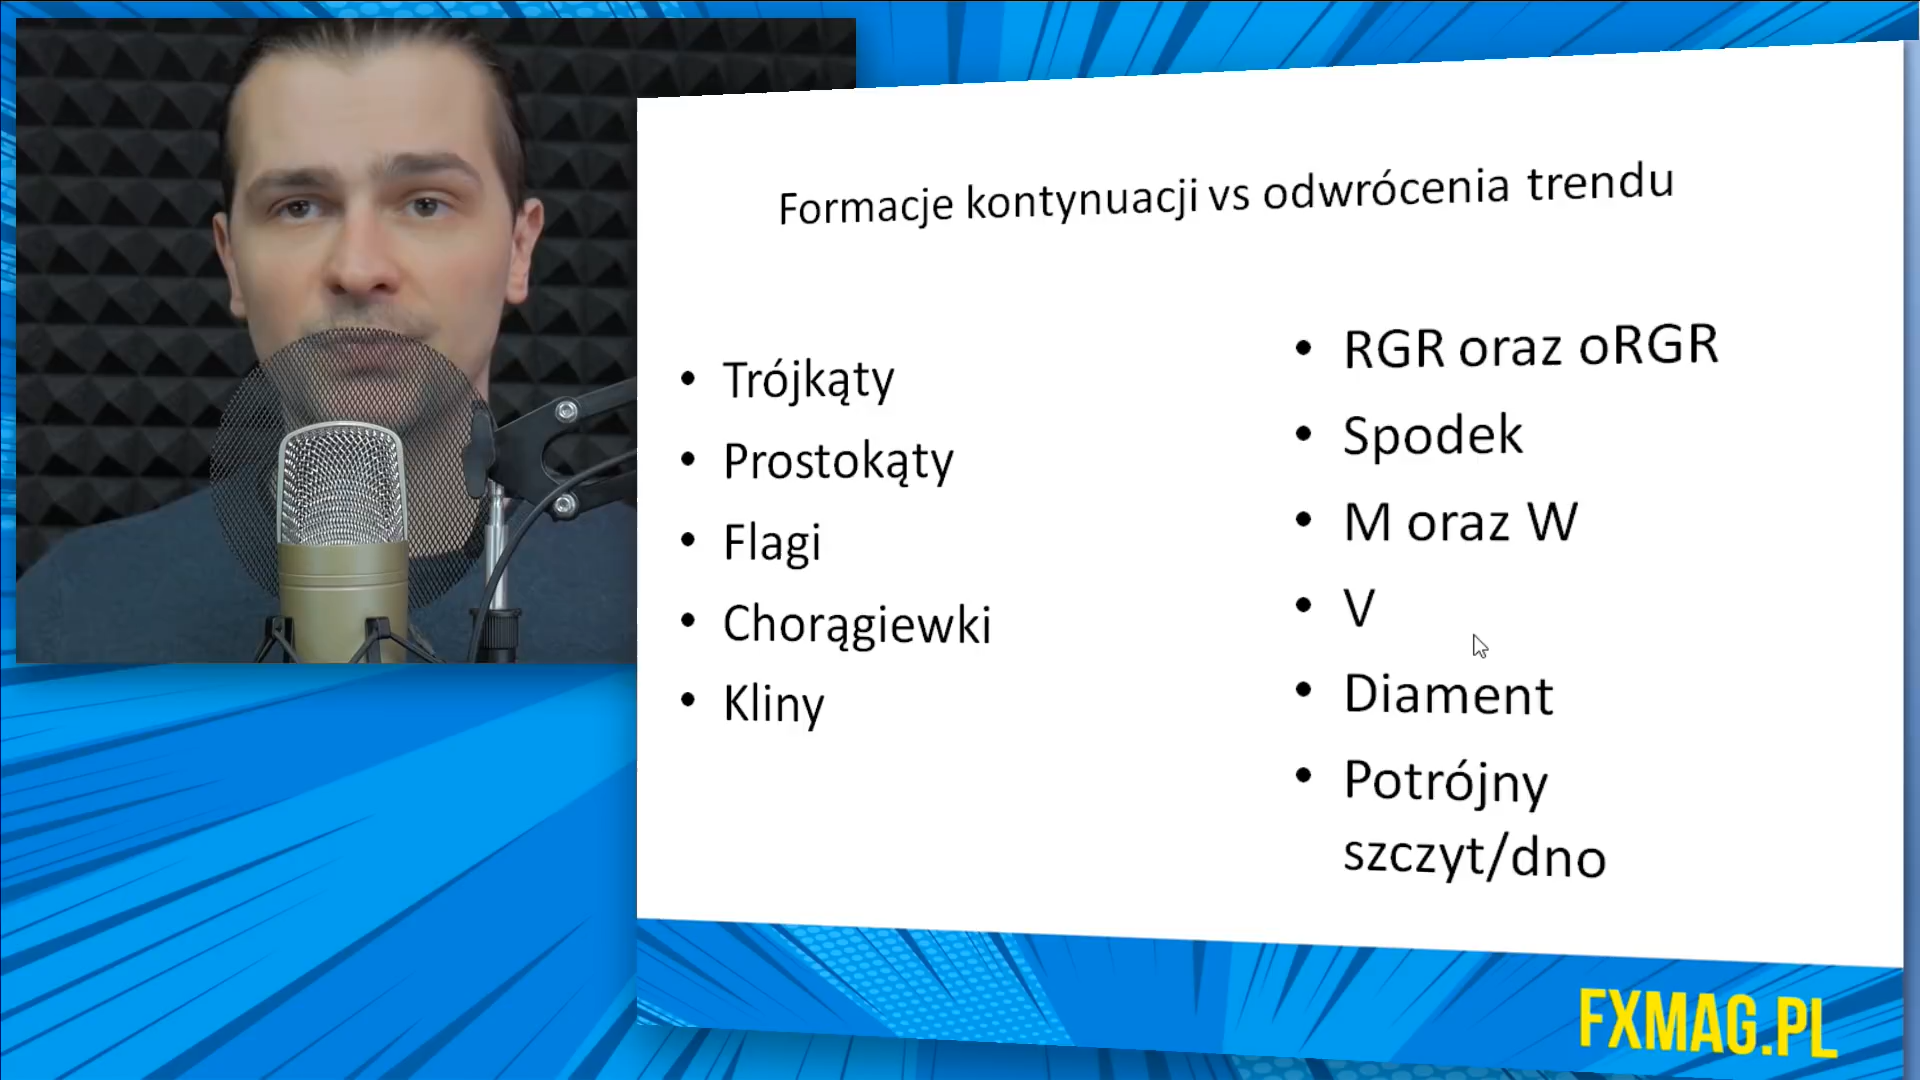 Formacje kontynuacji vs odwrócenia trendu
• Trójkąty
• Prostokąty
• Flagi
• Chorągiewki
• Kliny
• RGR oraz oRGR
• Spodek
• M oraz W
• V
• Diament
• Potrójny
szczyt/dno
FXMAG.PL